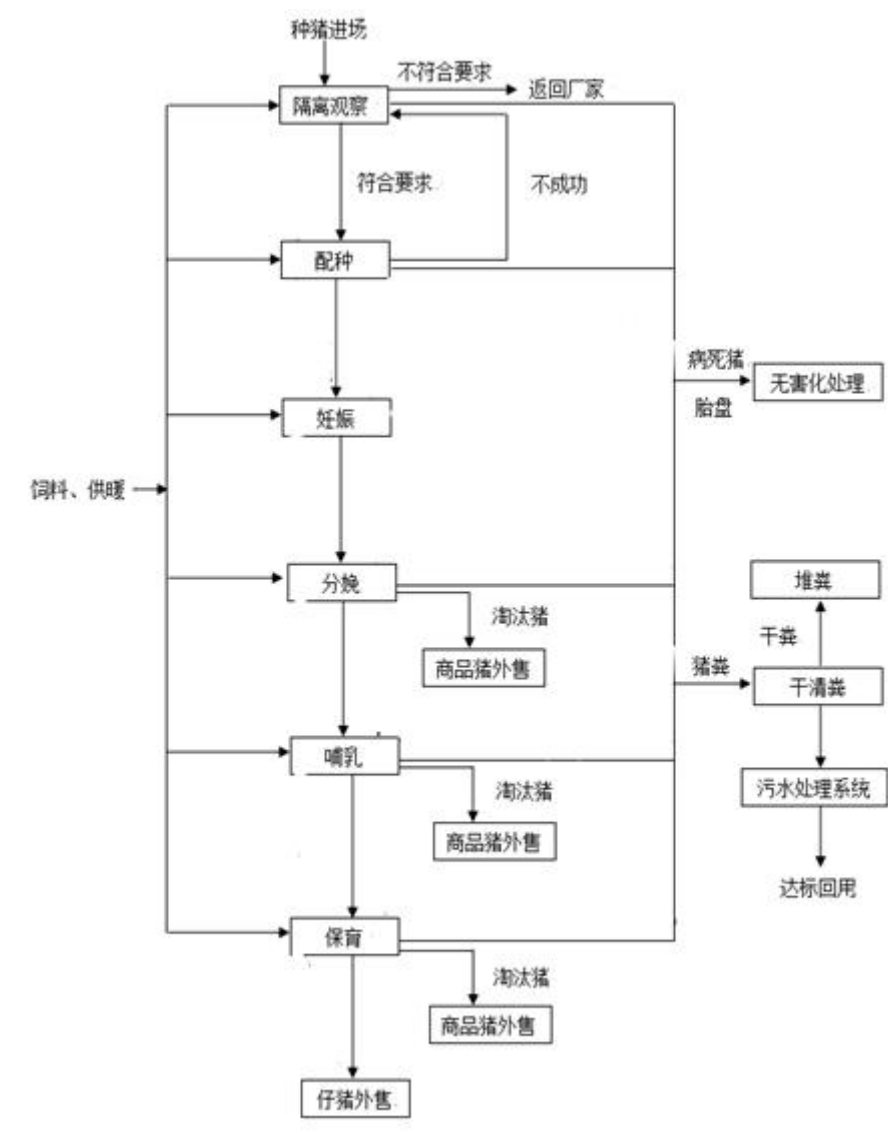 种猪进场
不符合要求
返回厂家
隔离观察
符合要求
不成功
配种
病死猪
无害化处理
胎盘
妊娠
饲料、供暖
分娩
堆粪
淘汰猪
干粪
商品猪外售
猪粪
干清粪
哺乳
淘汰猪
污水处理系统
商品猪外售
达标回用
保育
淘汰猪
商品猪外售
仔猪外售